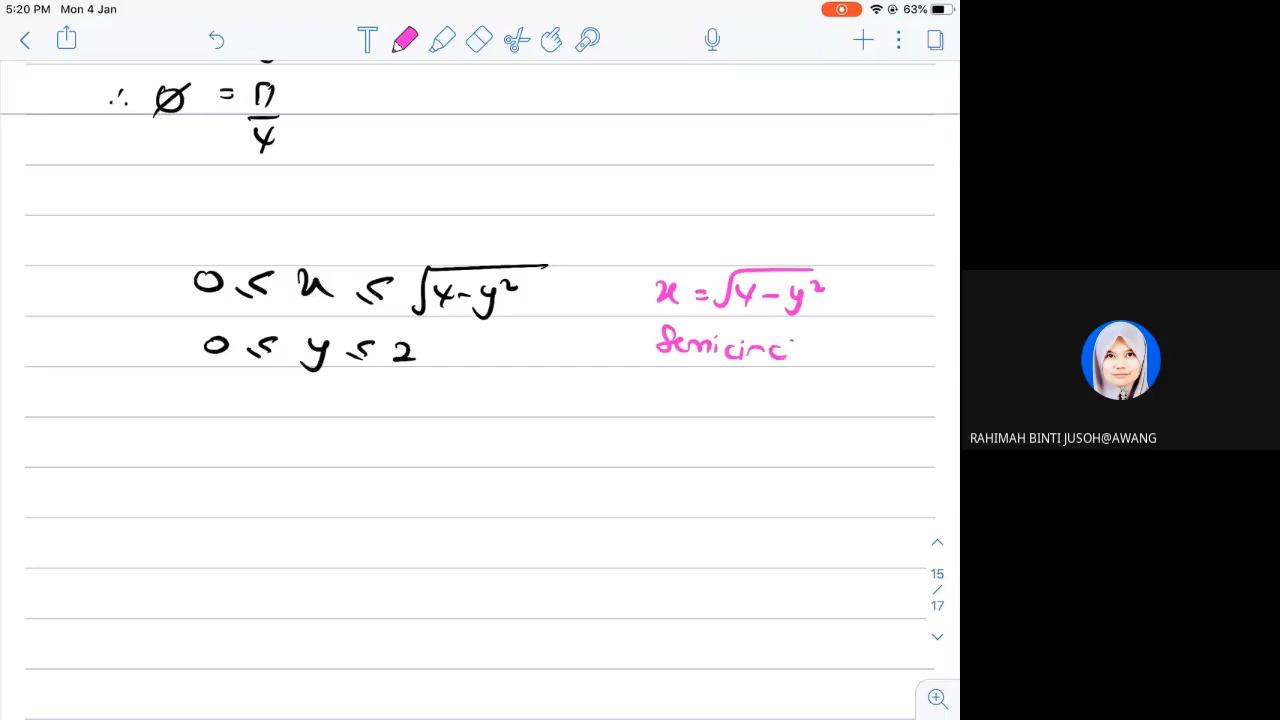 5:20 PM Mon 4 Jan
63%
T
∴ Ø = π/4
0 ≤ x ≤ √4-y²
x = √4-y²
0 ≤ y ≤ 2
Semicirc
RAHIMAH BINTI JUSOH@AWANG
15
/
17